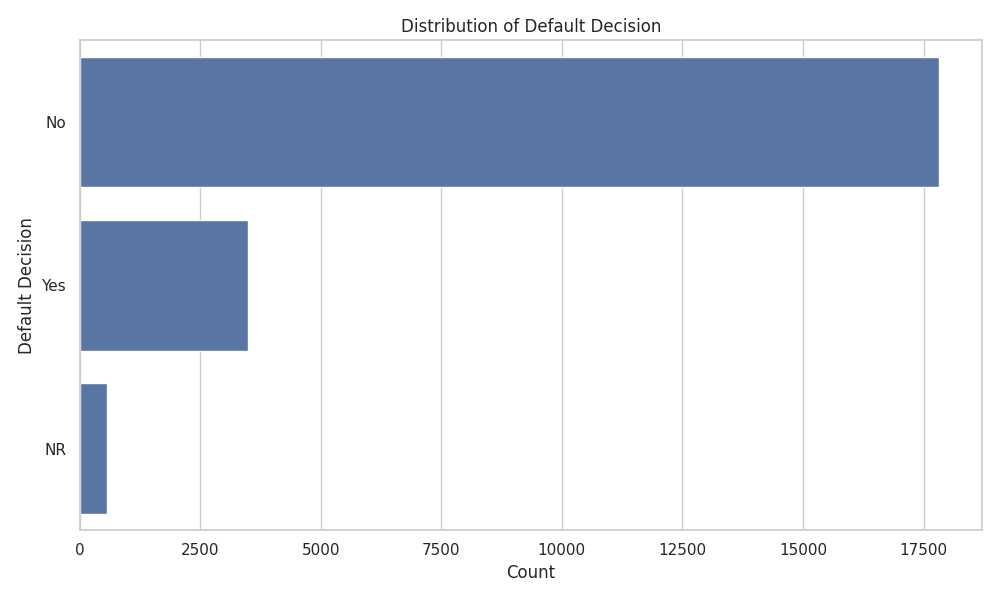 Distribution of Default Decision
Default Decision
No
Yes
NR
0 2500 5000 7500 10000 12500 15000 17500
Count